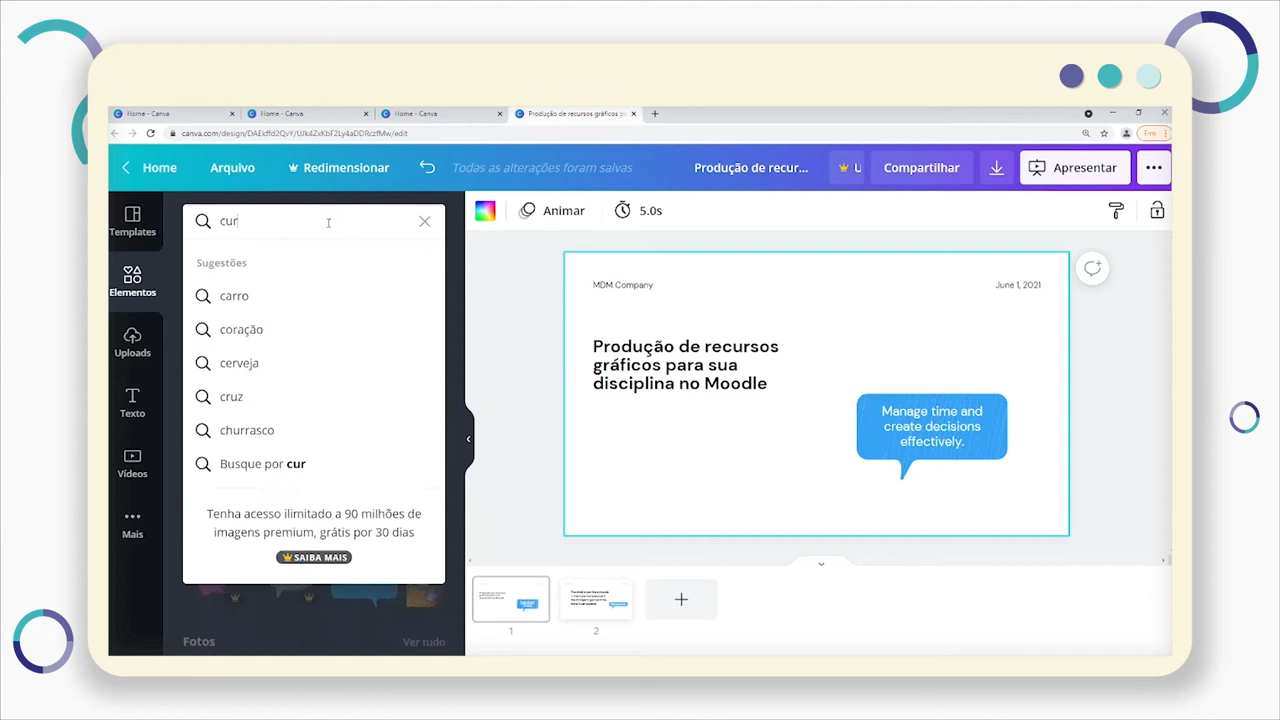 Home - Canva
Home - Canva
Home - Canva
Produção de recursos gráficos pa
canva.com/design/DAEkffd2QvY/UJk4ZxKbF2Ly4aDDRczfMw/edit
Erro
Home
Arquivo
Redimensionar
Todas as alterações foram salvas
Produção de recur...
U
Compartilhar
Apresentar
Templates
Elementos
Uploads
Texto
Vídeos
Mais
cur
Sugestões
carro
coração
cerveja
cruz
churrasco
Busque por cur
Tenha acesso ilimitado a 90 milhões de
imagens premium, grátis por 30 dias
SAIBA MAIS
Fotos
Ver tudo
Animar
5.0s
MDM Company
June 1, 2021
Produção de recursos
gráficos para sua
disciplina no Moodle
Manage time and
create decisions
effectively.
1
2